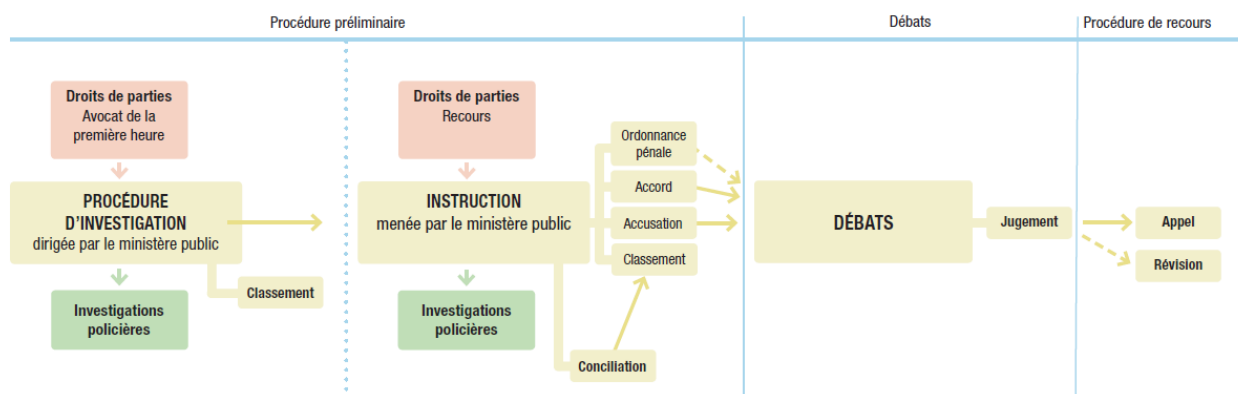 Procédure préliminaire
Débats
Procédure de recours
Droits de parties
Avocat de la
première heure
PROCÉDURE
D'INVESTIGATION
dirigée par le ministère public
Classement
Investigations
policières
Droits de parties
Recours
INSTRUCTION
menée par le ministère public
Investigations
policières
Ordonnance
pénale
Accord
Accusation
Classement
Conciliation
DÉBATS
Jugement
Appel
Révision